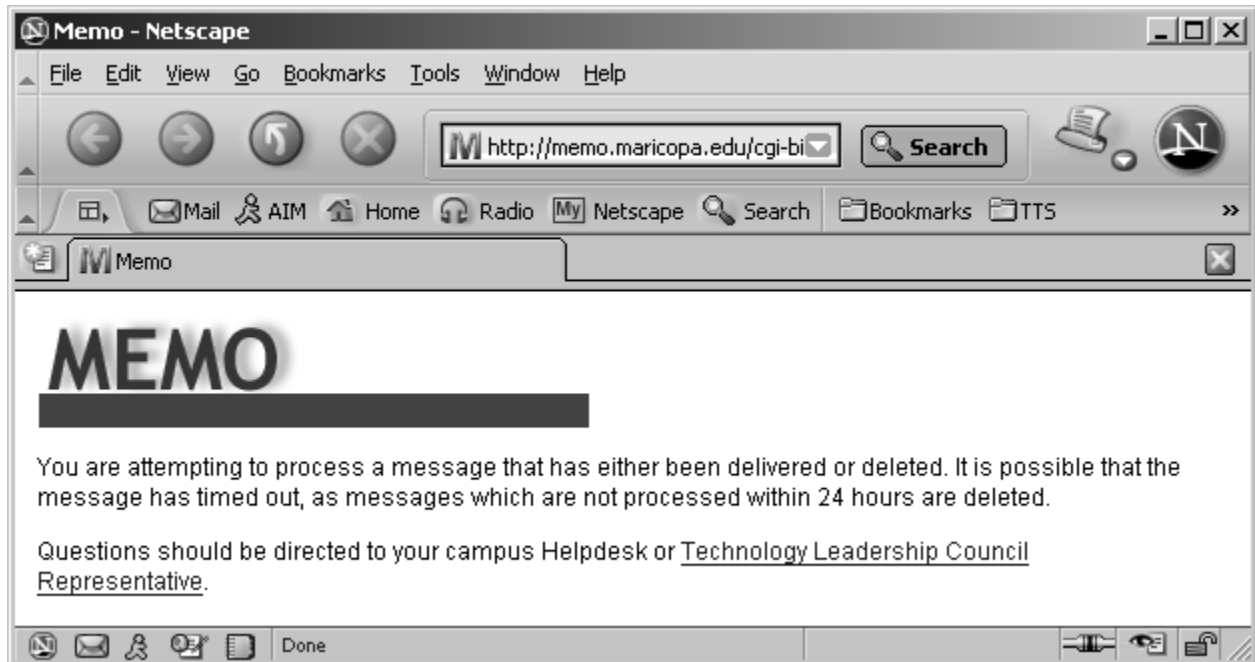 Memo - Netscape
File Edit View Go Bookmarks Tools Window Help
http://memo.maricopa.edu/cgi-bi Search N
Mail AIM Home Radio My Netscape Search Bookmarks TTS »
M Memo
MEMO
You are attempting to process a message that has either been delivered or deleted. It is possible that the
message has timed out, as messages which are not processed within 24 hours are deleted.
Questions should be directed to your campus Helpdesk or Technology Leadership Council
Representative.
Done